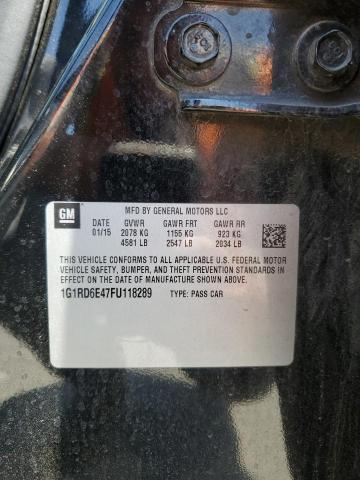 GM
MFD BY GENERAL MOTORS LLC
DATE GVWR GAWR FRT GAWR RR
01/15 2078 KG 1155 KG 923 KG
4581 LB 2547 LB 2034 LB
THIS VEHICLE CONFORMS TO ALL APPLICABLE U.S. FEDERAL MOTOR
VEHICLE SAFETY, BUMPER, AND THEFT PREVENTION STANDARDS IN
EFFECT ON THE DATE OF MANUFACTURE SHOWN ABOVE.
1G1RD6E47FU118289 TYPE: PASS CAR